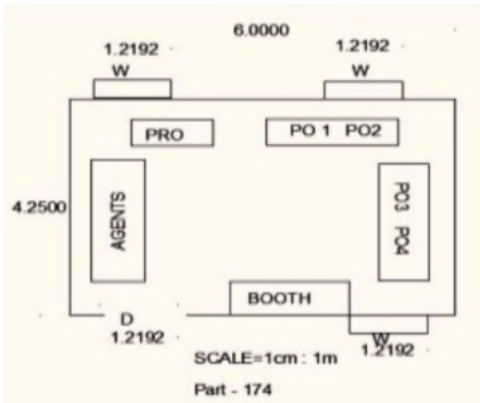 6.0000
1.2192 1.2192
W W
PRO PO 1 PO2
4.2500 AGENTS PO3 PO4
BOOTH
D W
1.2192 1.2192
SCALE=1cm : 1m
Part - 174